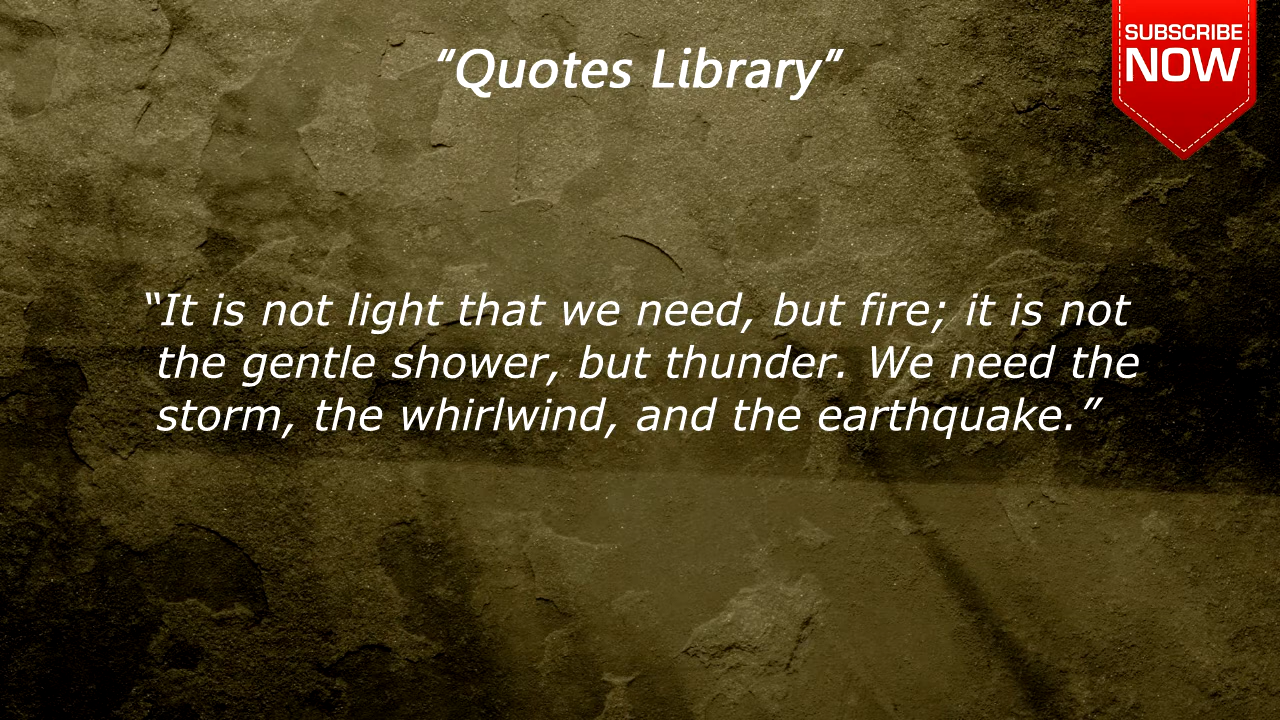 “Quotes Library”
SUBSCRIBE
NOW
“It is not light that we need, but fire; it is not
the gentle shower, but thunder. We need the
storm, the whirlwind, and the earthquake.”